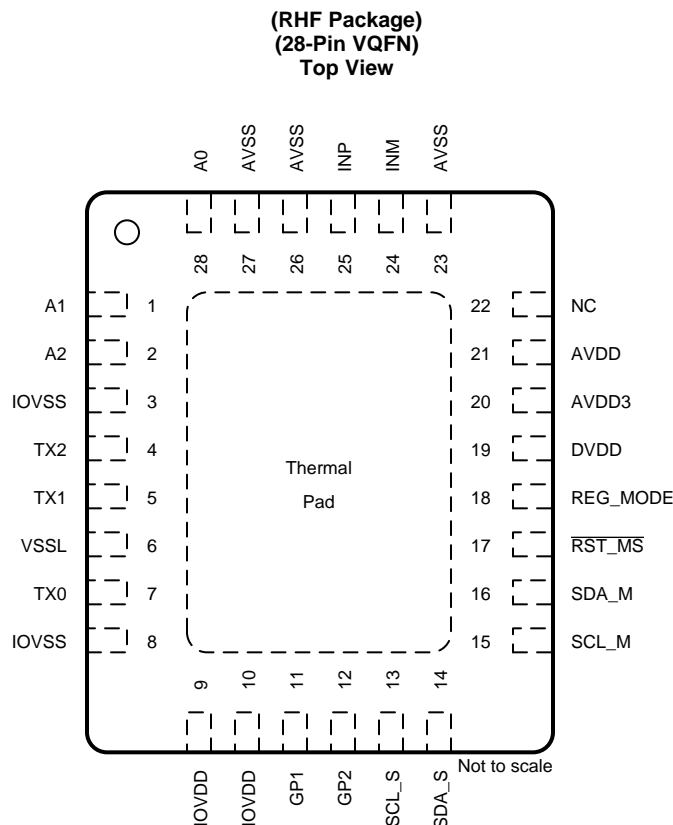 (RHF Package)
(28-Pin VQFN)
Top View
A0 AVSS AVSS INP INM AVSS
28 27 26 25 24 23
A1 1 22 NC
A2 2 21 AVDD
IOVSS 3 20 AVDD3
TX2 4 19 DVDD
Thermal
TX1 5 18 REG_MODE
Pad
VSSL 6 17 RST_MS
TX0 7 16 SDA_M
IOVSS 8 15 SCL_M
9 10 11 12 13 14
IOVDD IOVDD GP1 GP2 SCL_S SDA_S
Not to scale